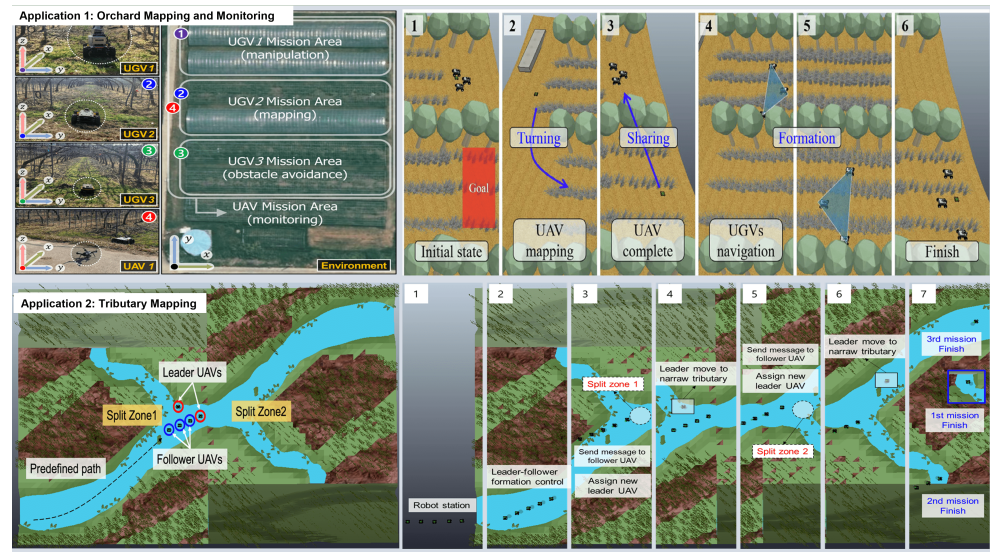 Application 1: Orchard Mapping and Monitoring
z
x
y
UGV 1
2
z
x
y
UGV 2
3
z
x
y
UGV 3
4
z
x
y
UAV 1
1
UGV1 Mission Area
(manipulation)
2
4
UGV2 Mission Area
(mapping)
3
UGV3 Mission Area
(obstacle avoidance)
UAV Mission Area
(monitoring)
y
x
Environment
1
Goal
Initial state
2
Turning
UAV
mapping
3
Sharing
UAV
complete
4
5
Formation
UGVs
navigation
6
Finish
Application 2: Tributary Mapping
Leader UAVs
Split Zone1
Split Zone2
Follower UAVs
Predefined path
1
Robot station
2
Leader-follower
formation control
3
Split zone 1
Send message to
follower UAV
Assign new
leader UAV
4
Leader move to
narrow tributary
5
Send message to
follower UAV
Assign new
leader UAV
Split zone 2
6
Leader move to
narrow tributary
7
3rd mission
Finish
1st mission
Finish
2nd mission
Finish